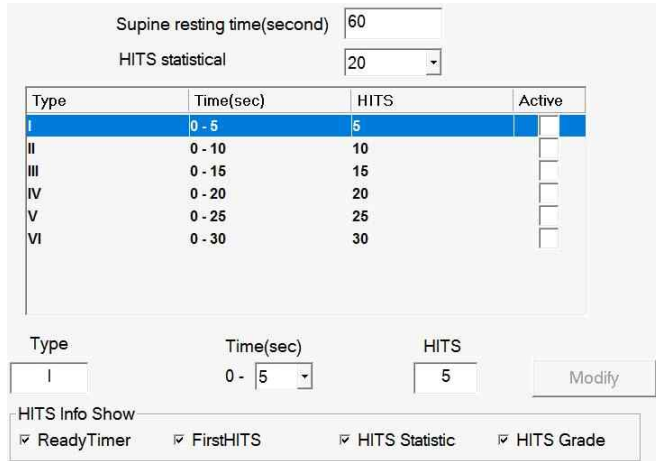 Supine resting time(second) 60
HITS statistical 20
Type Time(sec) HITS Active
I 0 - 5 5
II 0 - 10 10
III 0 - 15 15
IV 0 - 20 20
V 0 - 25 25
VI 0 - 30 30
Type Time(sec) HITS
I 0 - 5 5 Modify
HITS Info Show
ReadyTimer FirstHITS HITS Statistic HITS Grade